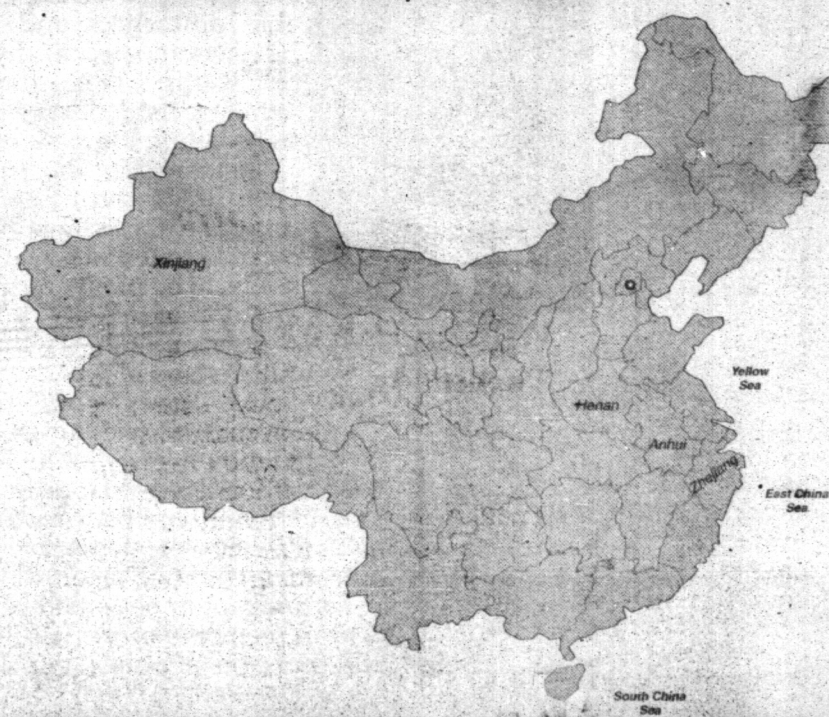 Xinjiang
Yellow
Sea
Henan
Anhui
Zhejiang
East China
Sea
South China
Sea